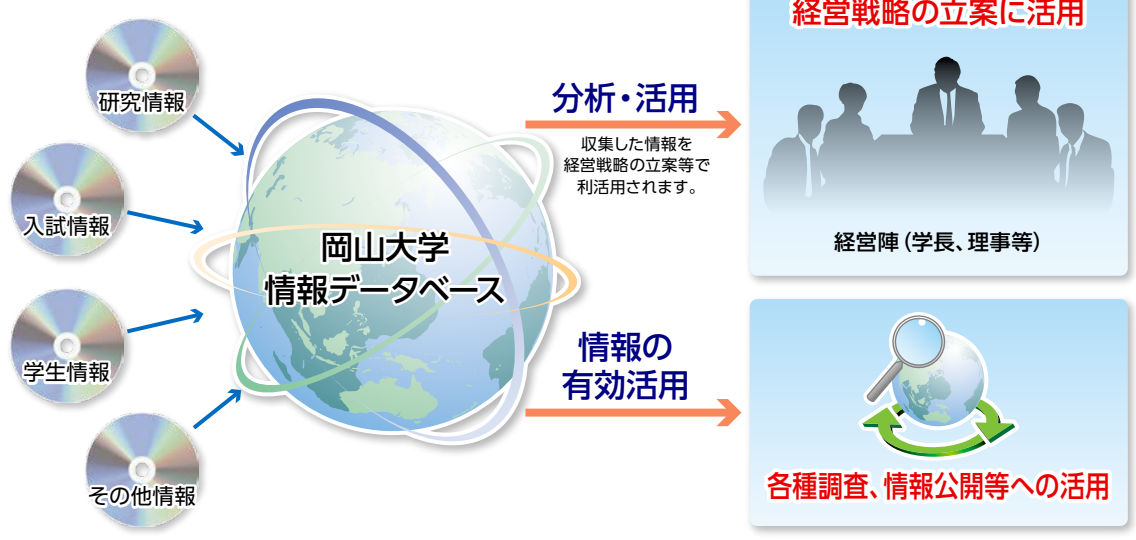 研究情報
入試情報
学生情報
その他情報
岡山大学
情報データベース
分析・活用
収集した情報を
経営戦略の立案等で
利活用されます。
情報の
有効活用
経営戦略の立案に活用
経営陣（学長、理事等）
各種調査、情報公開等への活用